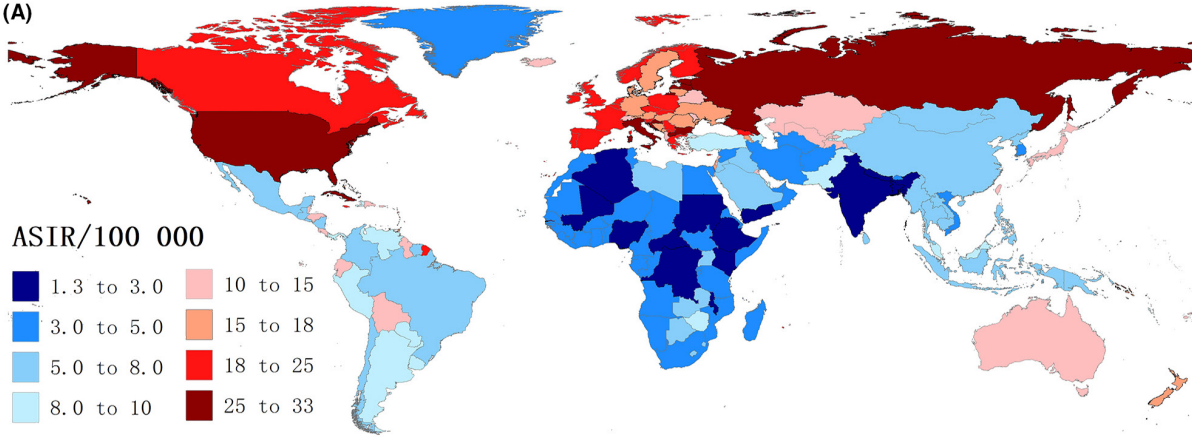 (A)
ASIR/100 000
1.3 to 3.0
10 to 15
3.0 to 5.0
15 to 18
5.0 to 8.0
18 to 25
8.0 to 10
25 to 33